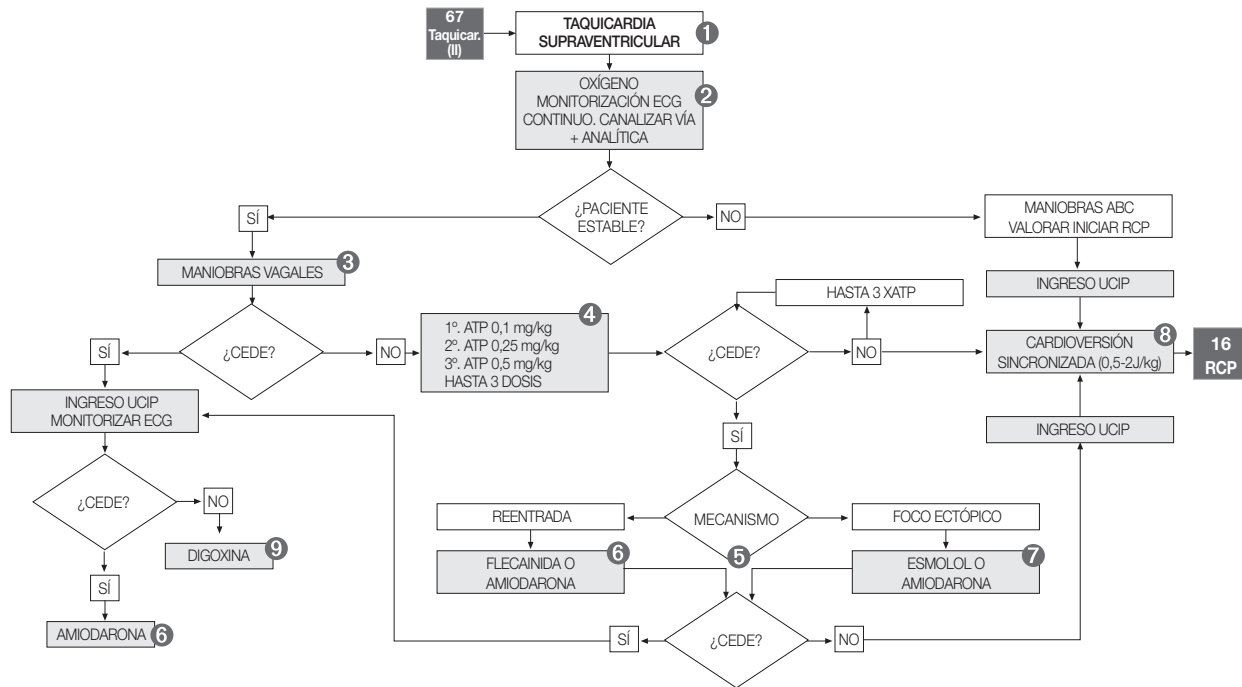 67
Taquicar.
(II)
TAQUICARDIA
SUPRAVENTRICULAR
1
OXÍGENO
MONITORIZACIÓN ECG
CONTINUO. CANALIZAR VÍA
+ ANALÍTICA
2
¿PACIENTE
ESTABLE?
SÍ
NO
MANIOBRAS ABC
VALORAR INICIAR RCP
MANIOBRAS VAGALES
3
INGRESO UCIP
HASTA 3 XATP
¿CEDE?
SÍ
NO
1º. ATP 0,1 mg/kg
2º. ATP 0,25 mg/kg
3º. ATP 0,5 mg/kg
HASTA 3 DOSIS
4
¿CEDE?
NO
CARDIOVERSIÓN
SINCRONIZADA (0,5-2J/kg)
8
16
RCP
INGRESO UCIP
MONITORIZAR ECG
SÍ
INGRESO UCIP
¿CEDE?
NO
DIGOXINA
9
SÍ
AMIODARONA
6
REENTRADA
MECANISMO
5
FOCO ECTÓPICO
FLECAINIDA O
AMIODARONA
6
ESMOLOL O
AMIODARONA
7
¿CEDE?
SÍ
NO